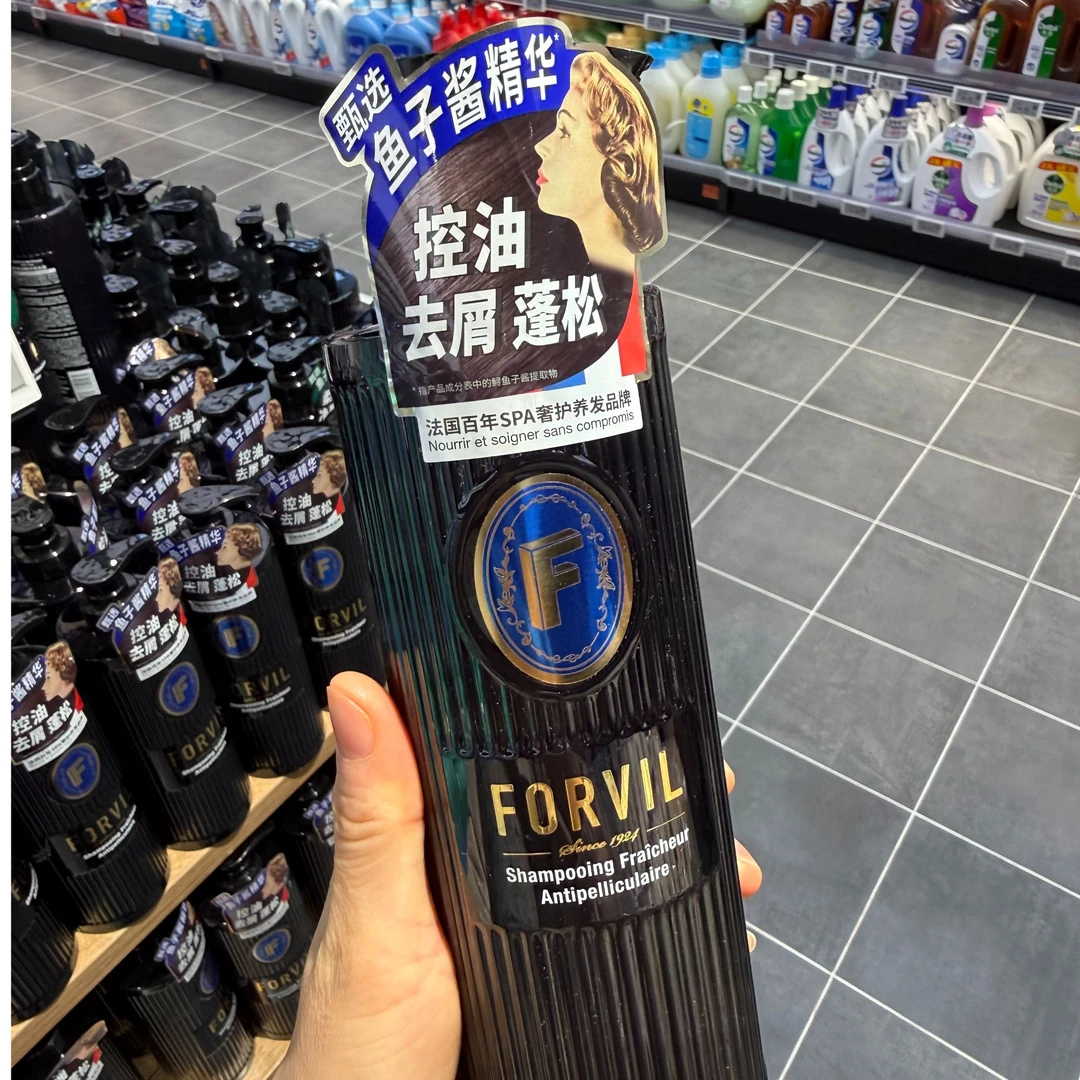 甄选
鱼子酱精华*
控油
去屑 蓬松
*指产品成分表中的鲟鱼子酱提取物
法国百年SPA奢护养发品牌
Nourrir et soigner sans compromis
F
FORVIL
Since 1924
Shampooing Fraîcheur
Antipelliculaire